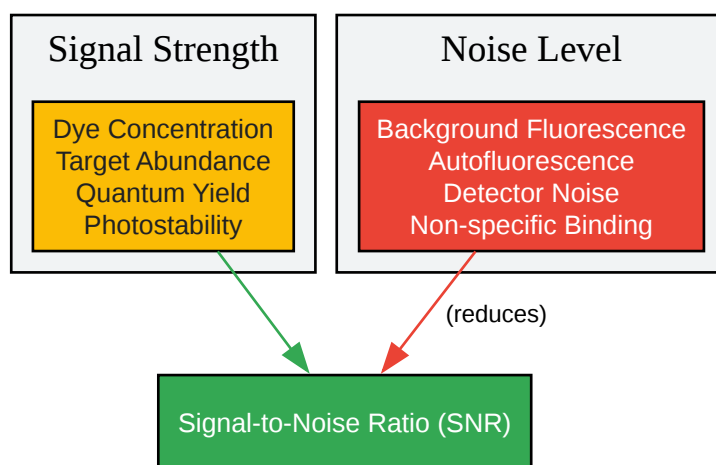 Signal Strength
Dye Concentration
Target Abundance
Quantum Yield
Photostability
Noise Level
Background Fluorescence
Autofluorescence
Detector Noise
Non-specific Binding
(reduces)
Signal-to-Noise Ratio (SNR)